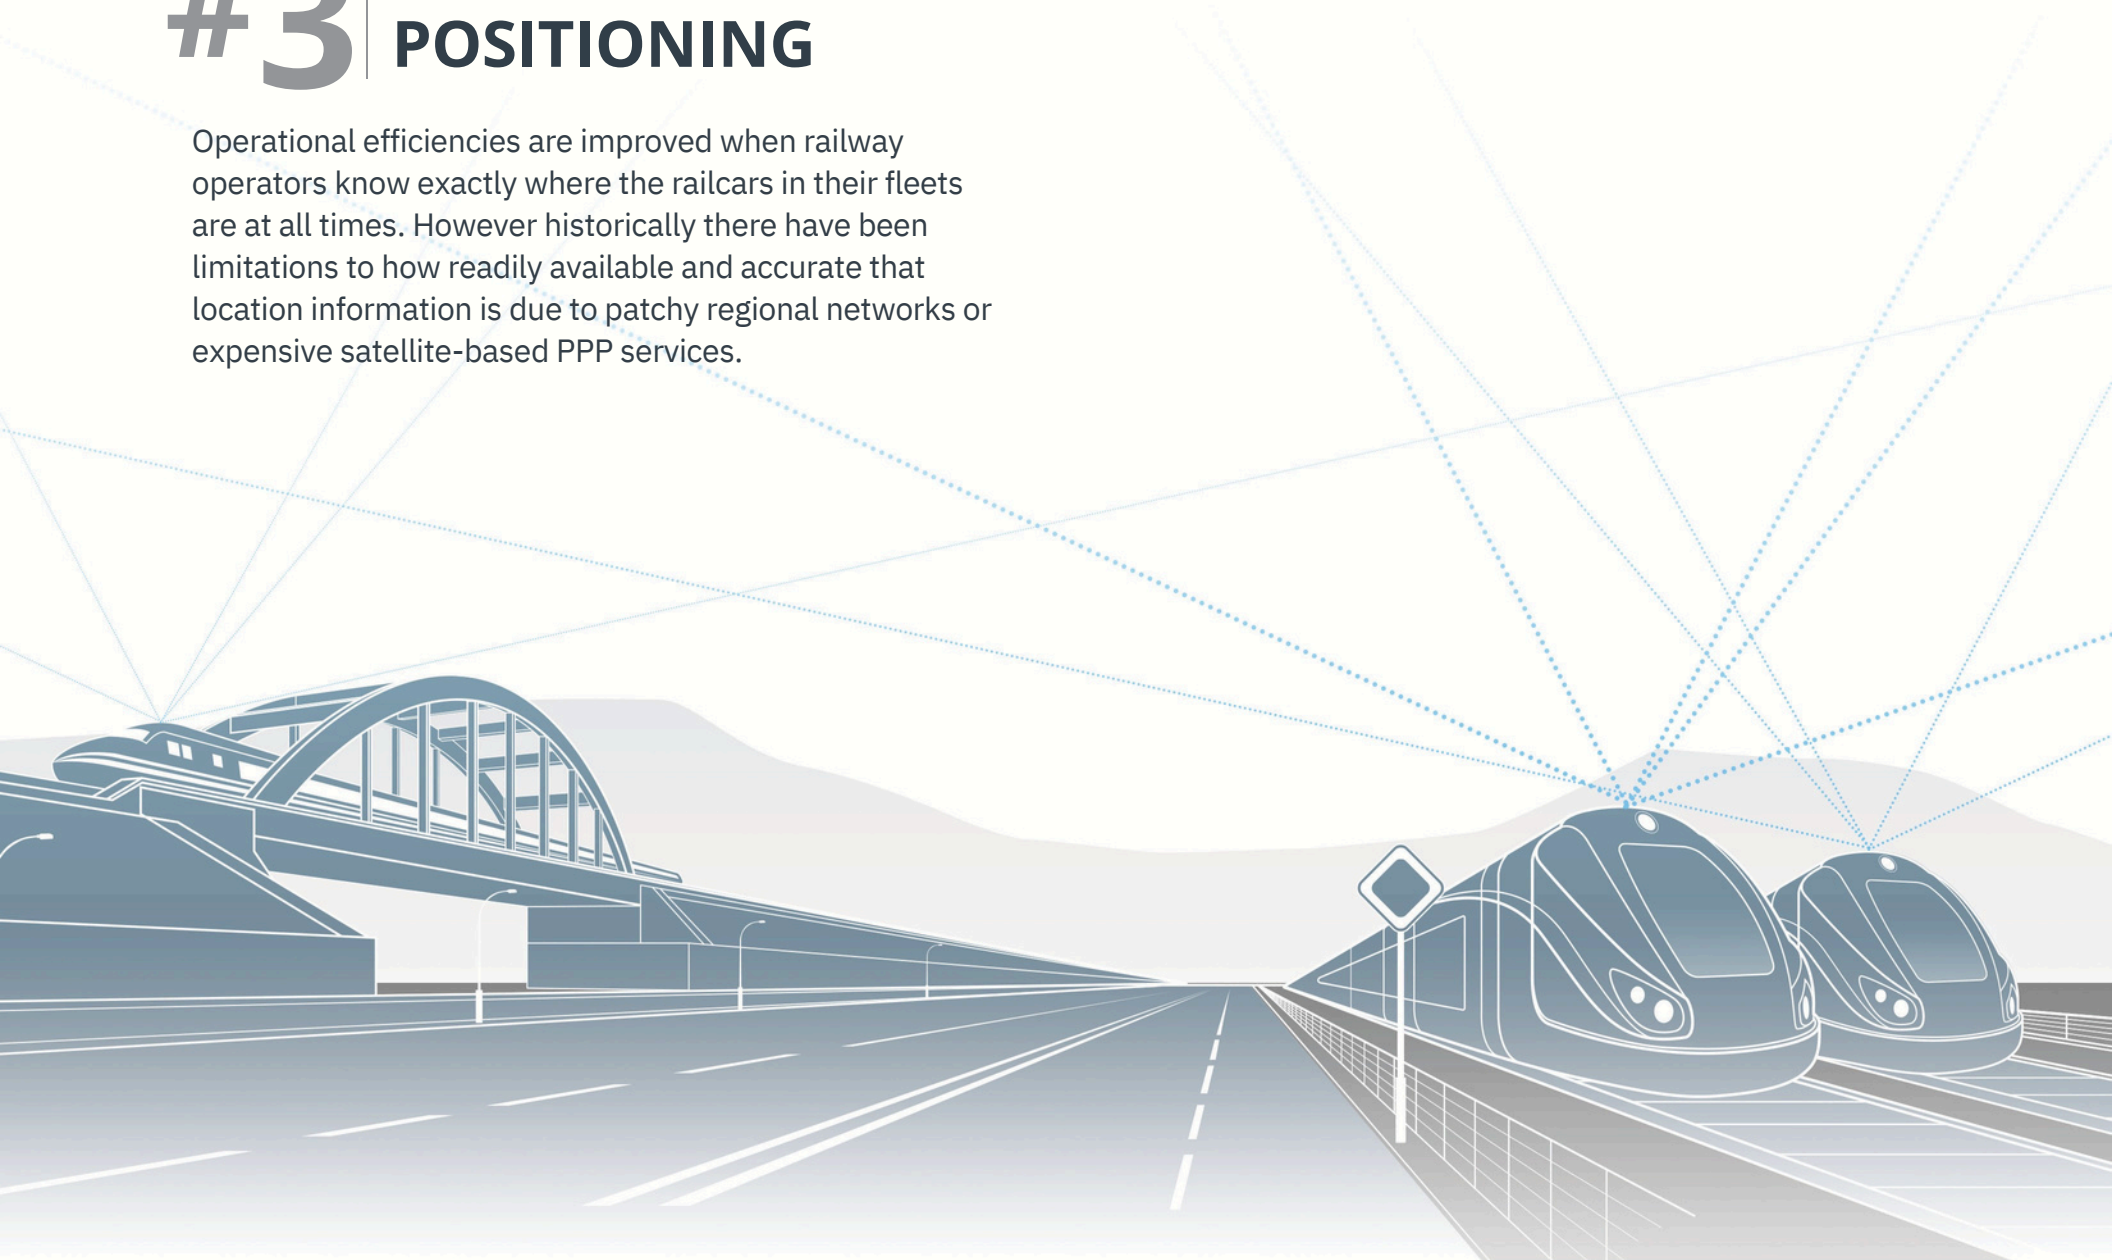 #3 POSITIONING
Operational efficiencies are improved when railway
operators know exactly where the railcars in their fleets
are at all times. However historically there have been
limitations to how readily available and accurate that
location information is due to patchy regional networks or
expensive satellite-based PPP services.